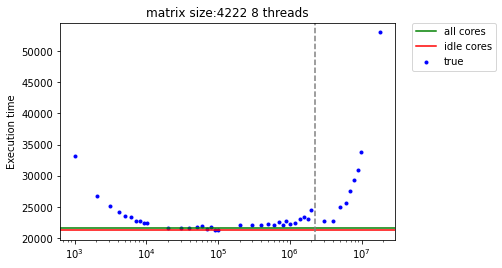 matrix size:4222 8 threads
all cores
idle cores
true
Execution time
50000
45000
40000
35000
30000
25000
20000
10³
10⁴
10⁵
10⁶
10⁷